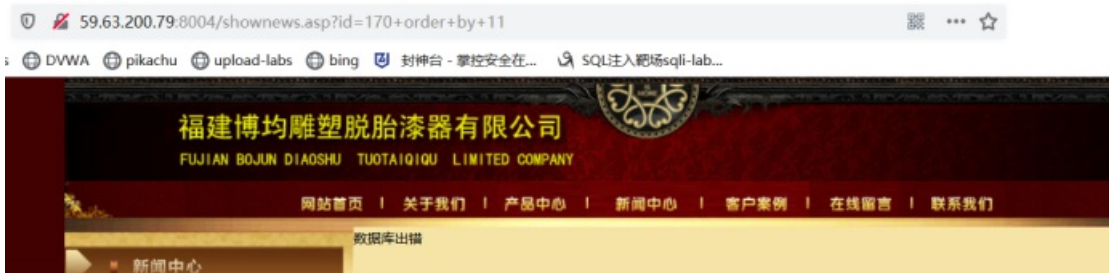 59.63.200.79:8004/shownews.asp?id=170+order+by+11
s DVWA pikachu upload-labs bing 封神台 - 掌控安全在... SQL注入靶场sqli-lab...
福建博均雕塑脱胎漆器有限公司
FUJIAN BOJUN DIAOSHU TUOTAIQIQU LIMITED COMPANY
网站首页 | 关于我们 | 产品中心 | 新闻中心 | 客户案例 | 在线留言 | 联系我们
数据库出错
新闻中心